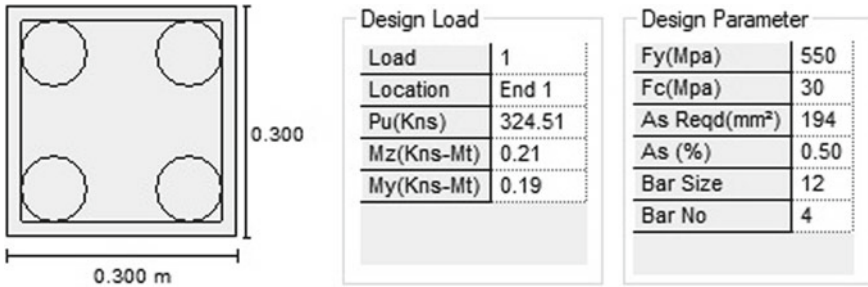 0.300
0.300 m
Design Load
Load 1
Location End 1
Pu(Kns) 324.51
Mz(Kns-Mt) 0.21
My(Kns-Mt) 0.19
Design Parameter
Fy(Mpa) 550
Fc(Mpa) 30
As Reqd(mm²) 194
As (%) 0.50
Bar Size 12
Bar No 4